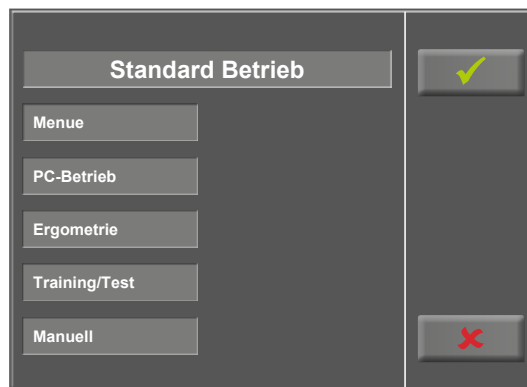 Standard Betrieb
Menue
PC-Betrieb
Ergometrie
Training/Test
Manuell